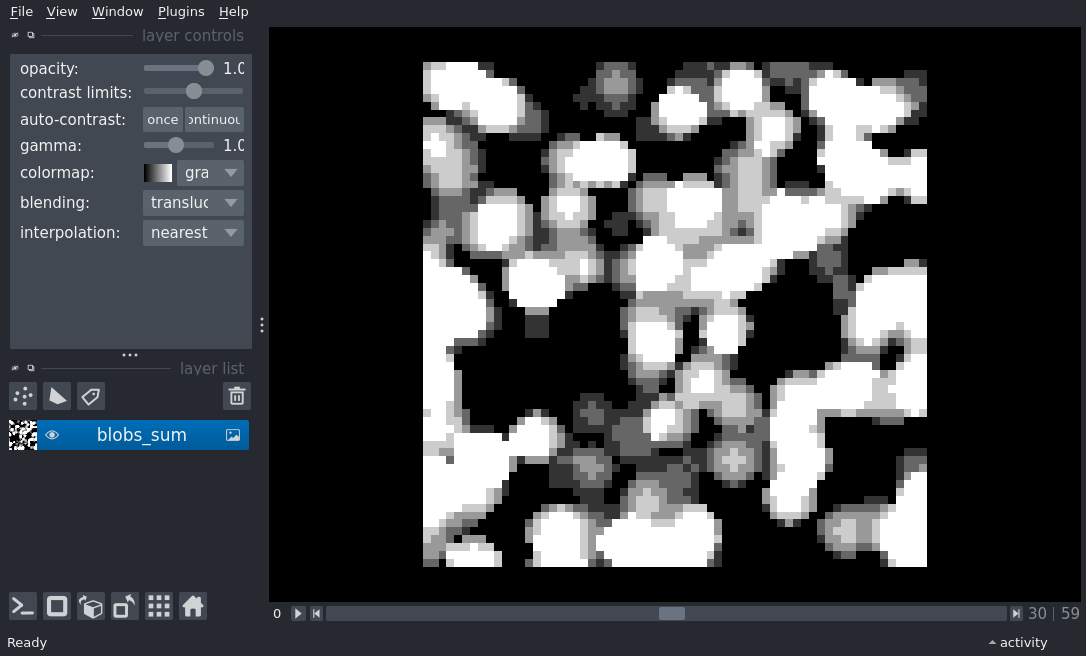 File View Window Plugins Help
layer controls
opacity: 1.0
contrast limits:
auto-contrast: once ontinuou
gamma: 1.0
colormap: gra
blending: transluc
interpolation: nearest
layer list
blobs_sum
0 30 | 59
Ready activity